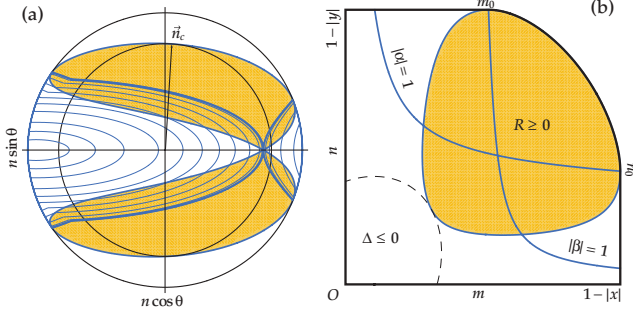 (a)
n⃗c
n sin θ
n cos θ
(b)
m0
1−|y|
|α|=1
R ≥ 0
n
n0
Δ ≤ 0
|β|=1
O
m
1−|x|